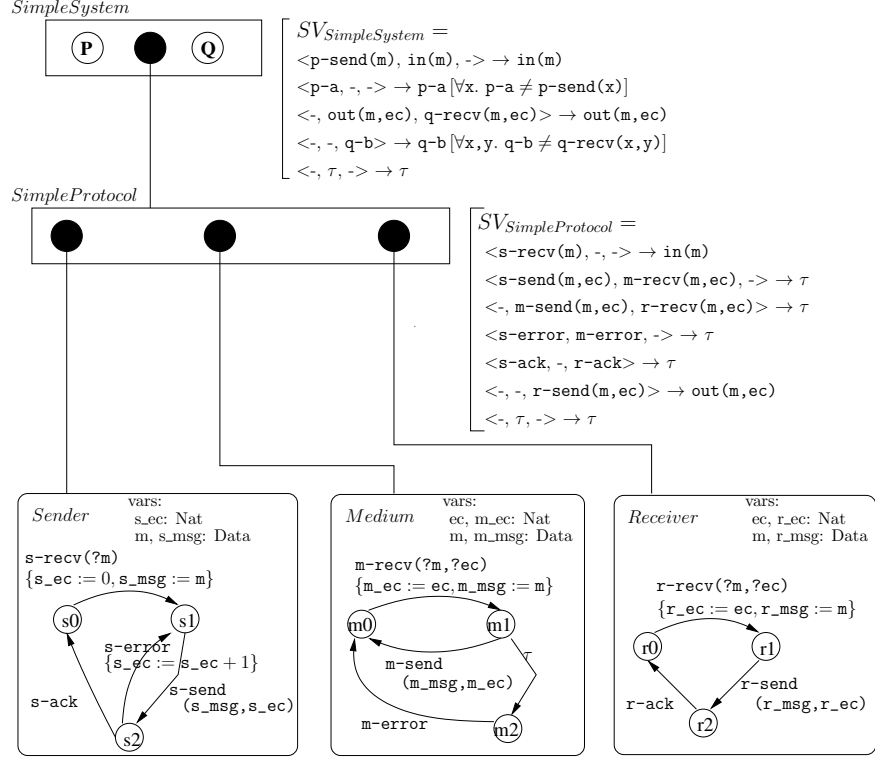 SimpleSystem
P
Q
SV_SimpleSystem =
<p-send(m), in(m), -> → in(m)
<p-a, -, -> → p-a [∀x. p-a ≠ p-send(x)]
<-, out(m,ec), q-recv(m,ec)> → out(m,ec)
<-, -, q-b> → q-b [∀x,y. q-b ≠ q-recv(x,y)]
<-, τ, -> → τ
SimpleProtocol
SV_SimpleProtocol =
<s-recv(m), -, -> → in(m)
<s-send(m,ec), m-recv(m,ec), -> → τ
<-, m-send(m,ec), r-recv(m,ec)> → τ
<s-error, m-error, -> → τ
<s-ack, -, r-ack> → τ
<-, -, r-send(m,ec)> → out(m,ec)
<-, τ, -> → τ
Sender
vars:
s_ec: Nat
m, s_msg: Data
s-recv(?m)
{s_ec := 0, s_msg := m}
s0
s1
s-error
{s_ec := s_ec + 1}
s-send
(s_msg,s_ec)
s-ack
s2
Medium
vars:
ec, m_ec: Nat
m, m_msg: Data
m-recv(?m,?ec)
{m_ec := ec, m_msg := m}
m0
m1
m-send
(m_msg,m_ec)
τ
m-error
m2
Receiver
vars:
ec, r_ec: Nat
m, r_msg: Data
r-recv(?m,?ec)
{r_ec := ec, r_msg := m}
r0
r1
r-send
(r_msg,r_ec)
r-ack
r2